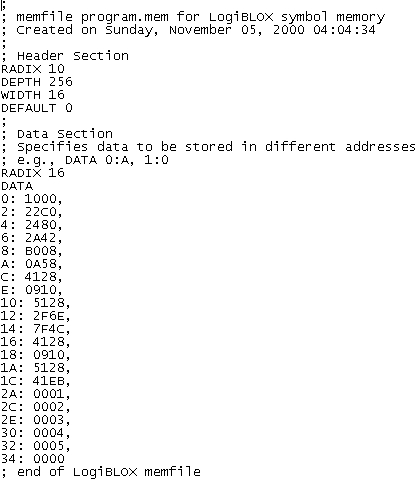 ;
; memfile program.mem for LogiBLOX symbol memory
; Created on Sunday, November 05, 2000 04:04:34
;
; Header Section
RADIX 10
DEPTH 256
WIDTH 16
DEFAULT 0
;
; Data Section
; Specifies data to be stored in different addresses
; e.g., DATA 0:A, 1:0
RADIX 16
DATA
0: 1000,
2: 22C0,
4: 2480,
6: 2A42,
8: B008,
A: 0A58,
C: 4128,
E: 0910,
10: 5128,
12: 2F6E,
14: 7F4C,
16: 4128,
18: 0910,
1A: 5128,
1C: 41EB,
2A: 0001,
2C: 0002,
2E: 0003,
30: 0004,
32: 0005,
34: 0000
; end of LogiBLOX memfile